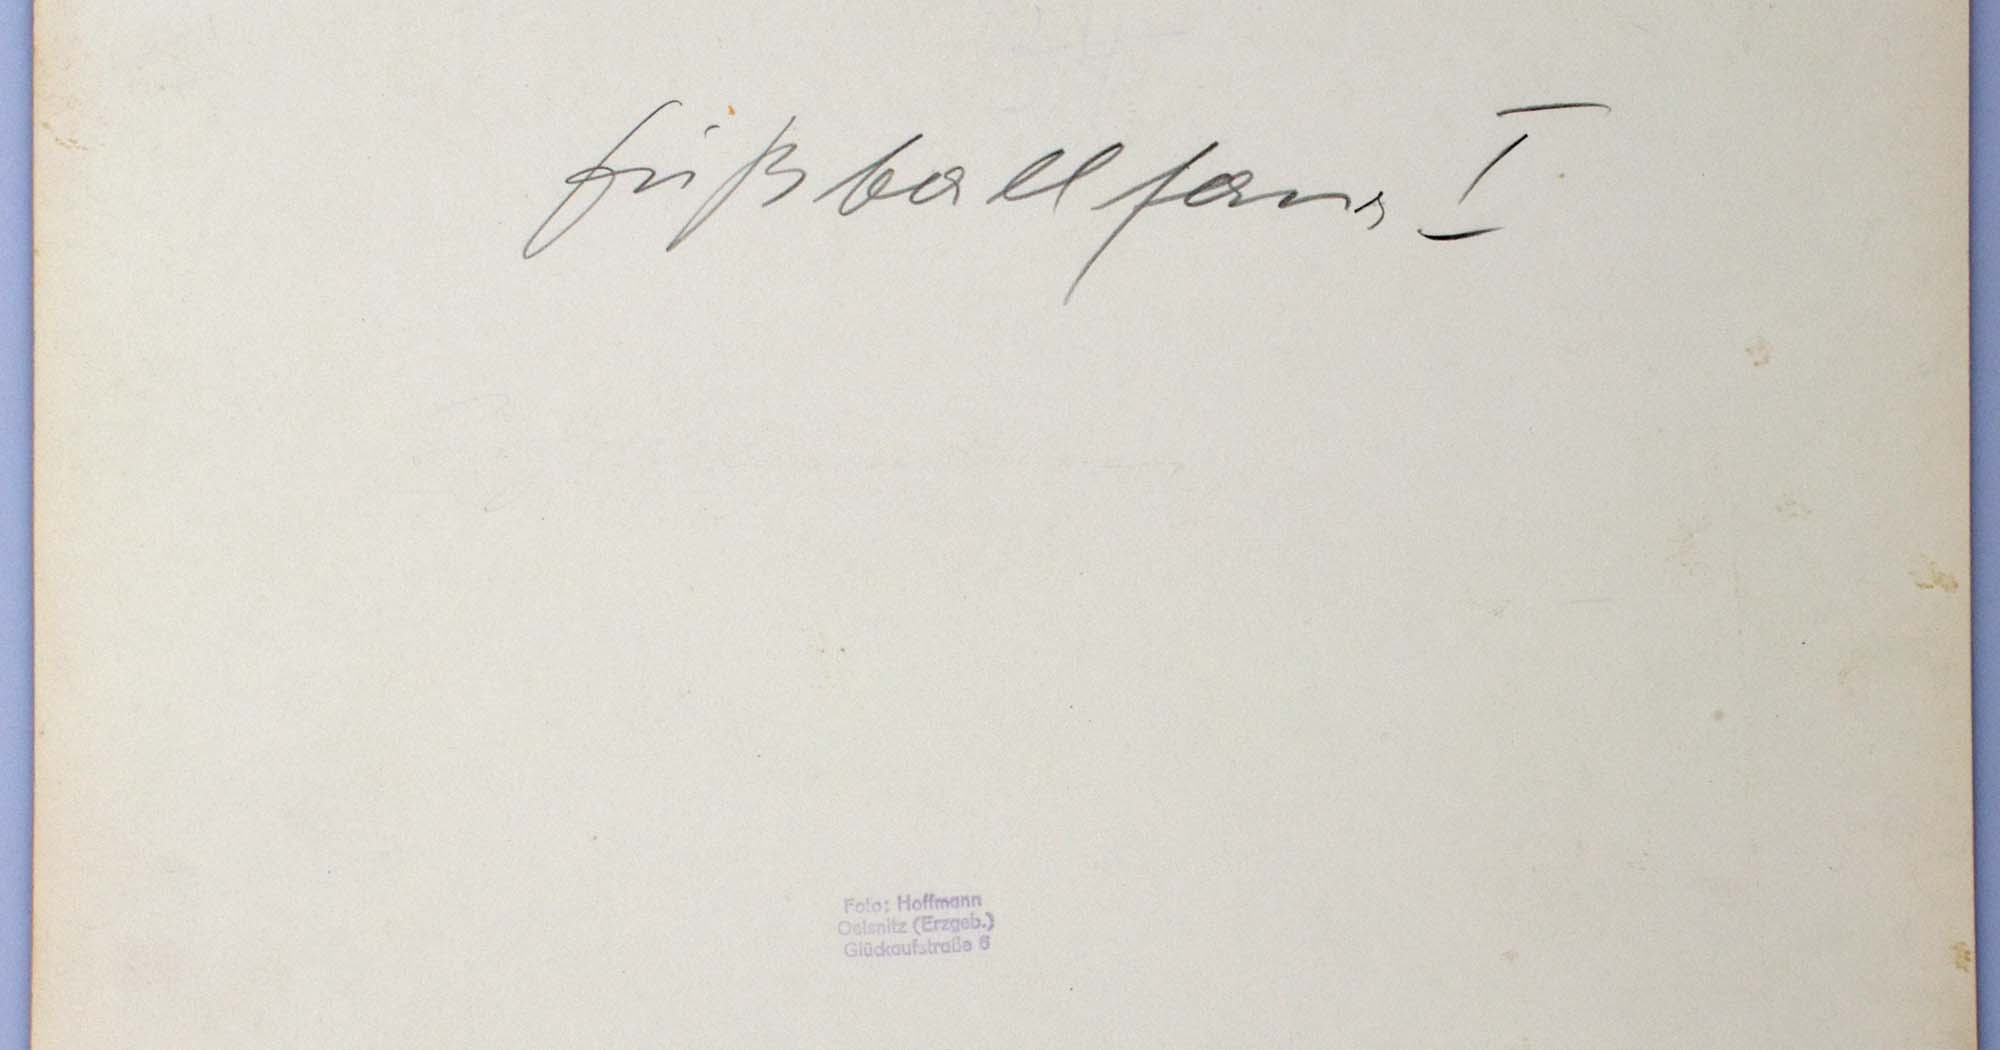 Fußballfans I
Foto: Hoffmann
Oelsnitz (Erzgeb.)
Glückaufstraße 6